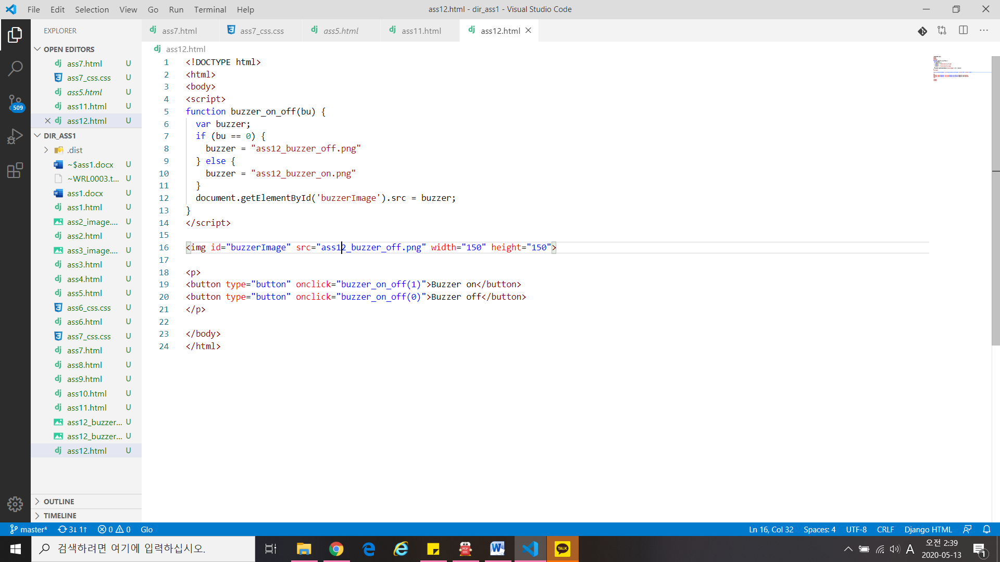 File Edit Selection View Go Run Terminal Help
ass12.html - dir_ass1 - Visual Studio Code
EXPLORER
OPEN EDITORS
ass7.html U
ass7_css.css U
ass5.html U
ass11.html U
ass12.html U
DIR_ASS1
.dist
~$ass1.docx U
~WRL0003.t... U
ass1.docx U
ass1.html U
ass2_image.... U
ass2.html U
ass3_image.... U
ass3.html U
ass4.html U
ass5.html U
ass6_css.css U
ass6.html U
ass7_css.css U
ass7.html U
ass8.html U
ass9.html U
ass10.html U
ass11.html U
ass12_buzzer... U
ass12_buzzer... U
ass12.html U
OUTLINE
TIMELINE
509
ass7.html ass7_css.css ass5.html ass11.html ass12.html
ass12.html
1 <!DOCTYPE html>
2 <html>
3 <body>
4 <script>
5 function buzzer_on_off(bu) {
6 var buzzer;
7 if (bu == 0) {
8 buzzer = "ass12_buzzer_off.png"
9 } else {
10 buzzer = "ass12_buzzer_on.png"
11 }
12 document.getElementById('buzzerImage').src = buzzer;
13 }
14 </script>
15
16 <img id="buzzerImage" src="ass12_buzzer_off.png" width="150" height="150">
17
18 <p>
19 <button type="button" onclick="buzzer_on_off(1)">Buzzer on</button>
20 <button type="button" onclick="buzzer_on_off(0)">Buzzer off</button>
21 </p>
22
23 </body>
24 </html>
master* 3↓ 1↑ 0 0 Glo
Ln 16, Col 32 Spaces: 4 UTF-8 CRLF Django HTML
검색하려면 여기에 입력하십시오.
PDF
TALK
A
오전 2:39
2020-05-13
1